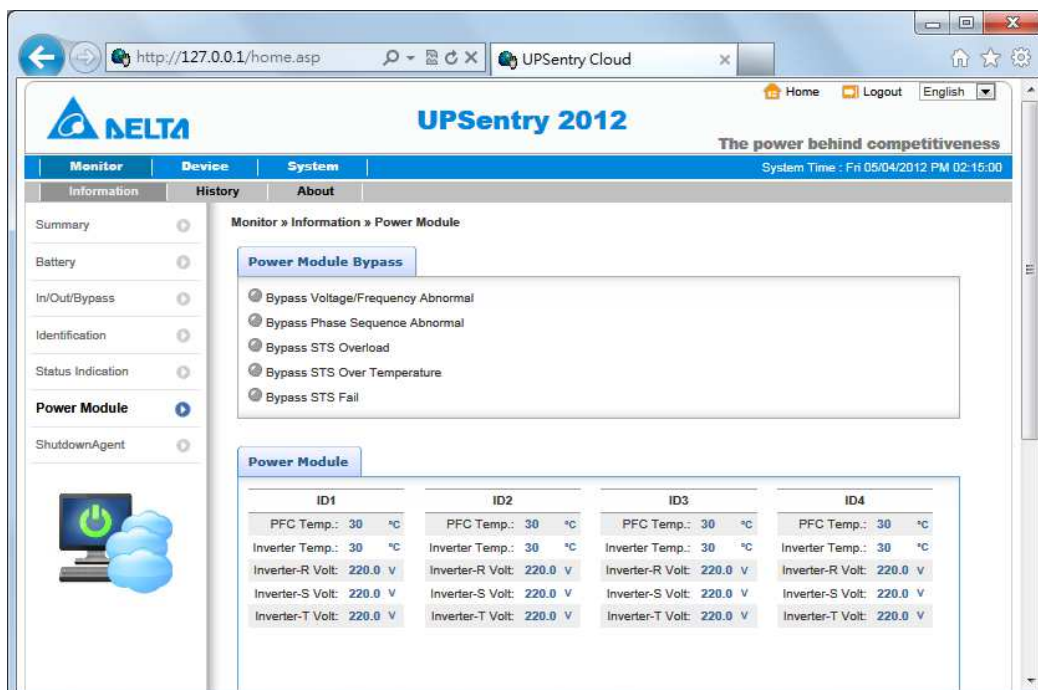 http://127.0.0.1/home.asp UPSentry Cloud
Home Logout English
DELTA UPSentry 2012
The power behind competitiveness
Monitor Device System System Time : Fri 05/04/2012 PM 02:15:00
Information History About
Summary
Battery
In/Out/Bypass
Identification
Status Indication
Power Module
ShutdownAgent
Monitor » Information » Power Module
Power Module Bypass
Bypass Voltage/Frequency Abnormal
Bypass Phase Sequence Abnormal
Bypass STS Overload
Bypass STS Over Temperature
Bypass STS Fail
Power Module
ID1 ID2 ID3 ID4
PFC Temp.: 30 °C PFC Temp.: 30 °C PFC Temp.: 30 °C PFC Temp.: 30 °C
Inverter Temp.: 30 °C Inverter Temp.: 30 °C Inverter Temp.: 30 °C Inverter Temp.: 30 °C
Inverter-R Volt: 220.0 V Inverter-R Volt: 220.0 V Inverter-R Volt: 220.0 V Inverter-R Volt: 220.0 V
Inverter-S Volt: 220.0 V Inverter-S Volt: 220.0 V Inverter-S Volt: 220.0 V Inverter-S Volt: 220.0 V
Inverter-T Volt: 220.0 V Inverter-T Volt: 220.0 V Inverter-T Volt: 220.0 V Inverter-T Volt: 220.0 V